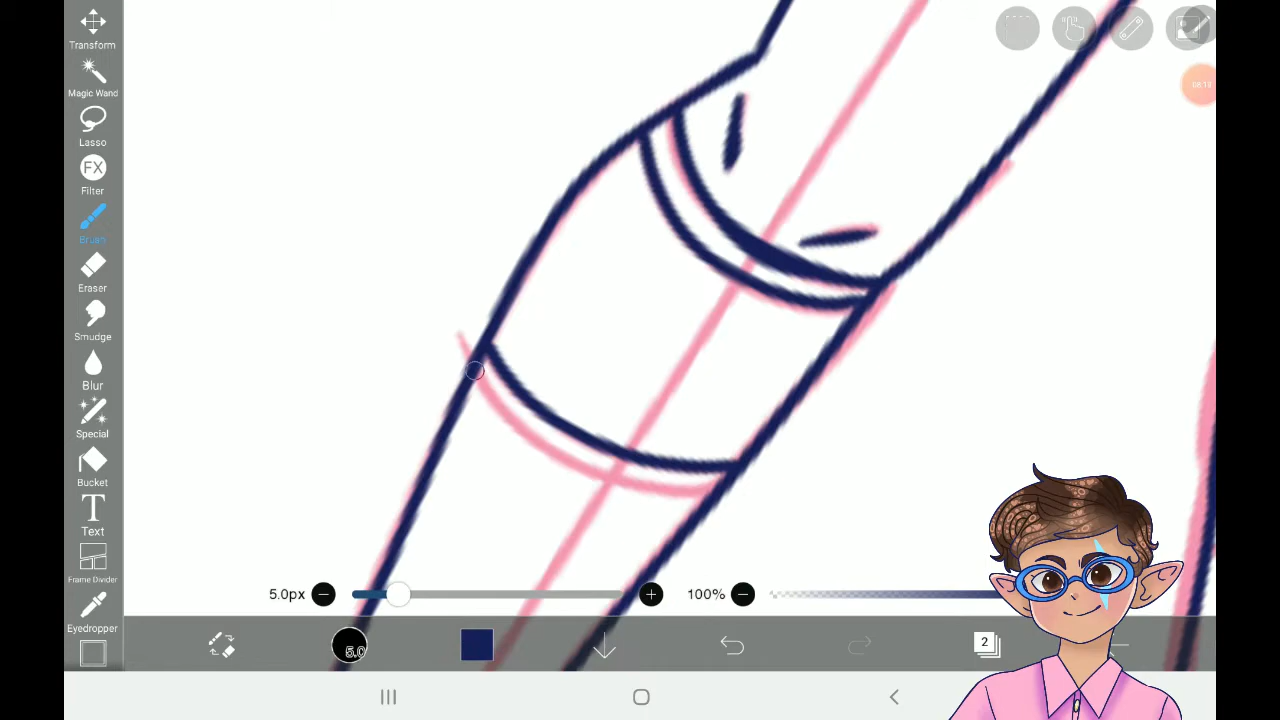 Transform
Magic Wand
Lasso
FX
Filter
Brush
Eraser
Smudge
Blur
Special
Bucket
T
Text
Frame Divider
Eyedropper
5.0px
100%
5.0
2